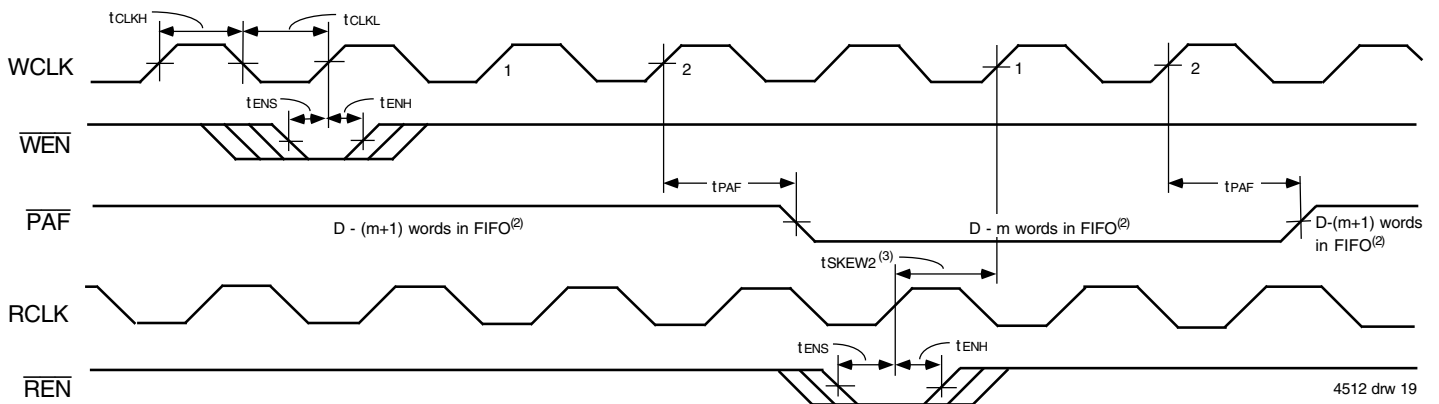 tCLKH
tCLKL
WCLK
1
2
1
2
tENS
tENH
WEN
tPAF
tPAF
PAF
D - (m+1) words in FIFO(2)
D - m words in FIFO(2)
D-(m+1) words
in FIFO(2)
tSKEW2(3)
RCLK
tENS
tENH
REN
4512 drw 19